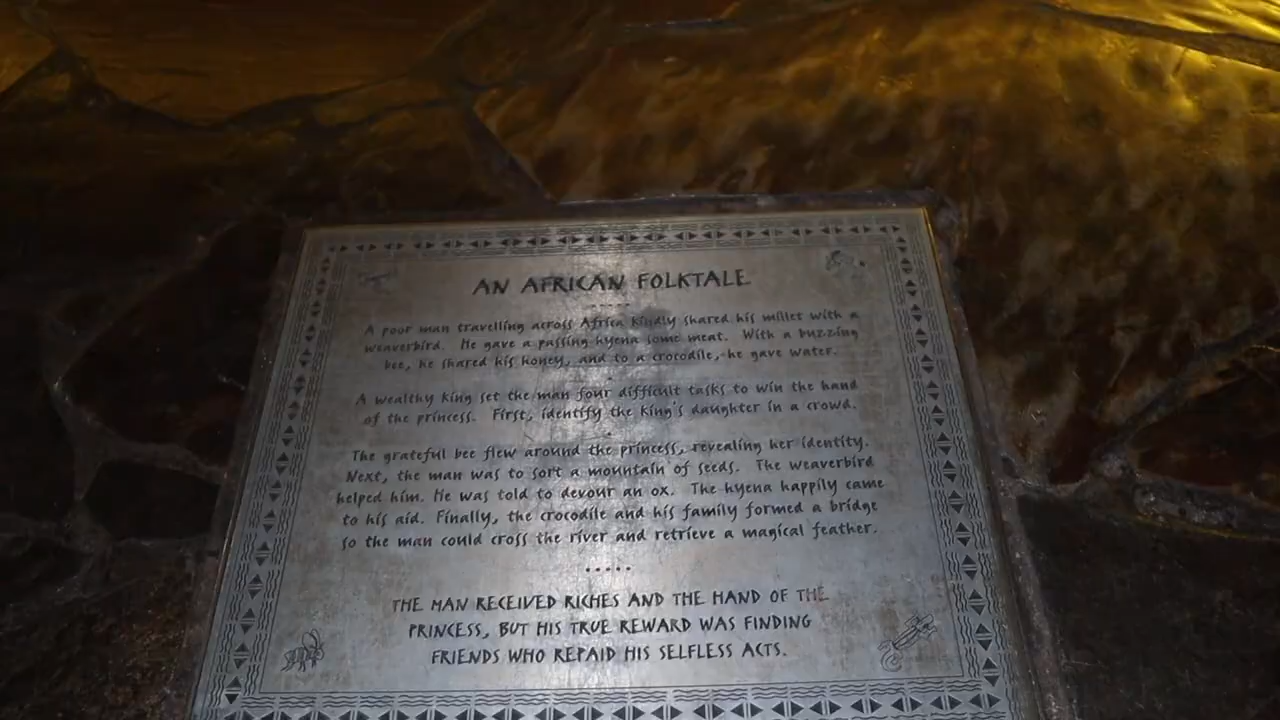 AN AFRICAN FOLKTALE
A poor man travelling across Africa kindly shared his millet with a
weaverbird. He gave a passing hyena some meat. With a buzzing
bee, he shared his honey, and to a crocodile, he gave water.
A wealthy king set the man four difficult tasks to win the hand
of the princess. First, identify the king's daughter in a crowd.
The grateful bee flew around the princess, revealing her identity.
Next, the man was to sort a mountain of seeds. The weaverbird
helped him. He was told to devour an ox. The hyena happily came
to his aid. Finally, the crocodile and his family formed a bridge
so the man could cross the river and retrieve a magical feather.
THE MAN RECEIVED RICHES AND THE HAND OF THE
PRINCESS, BUT HIS TRUE REWARD WAS FINDING
FRIENDS WHO REPAID HIS SELFLESS ACTS.